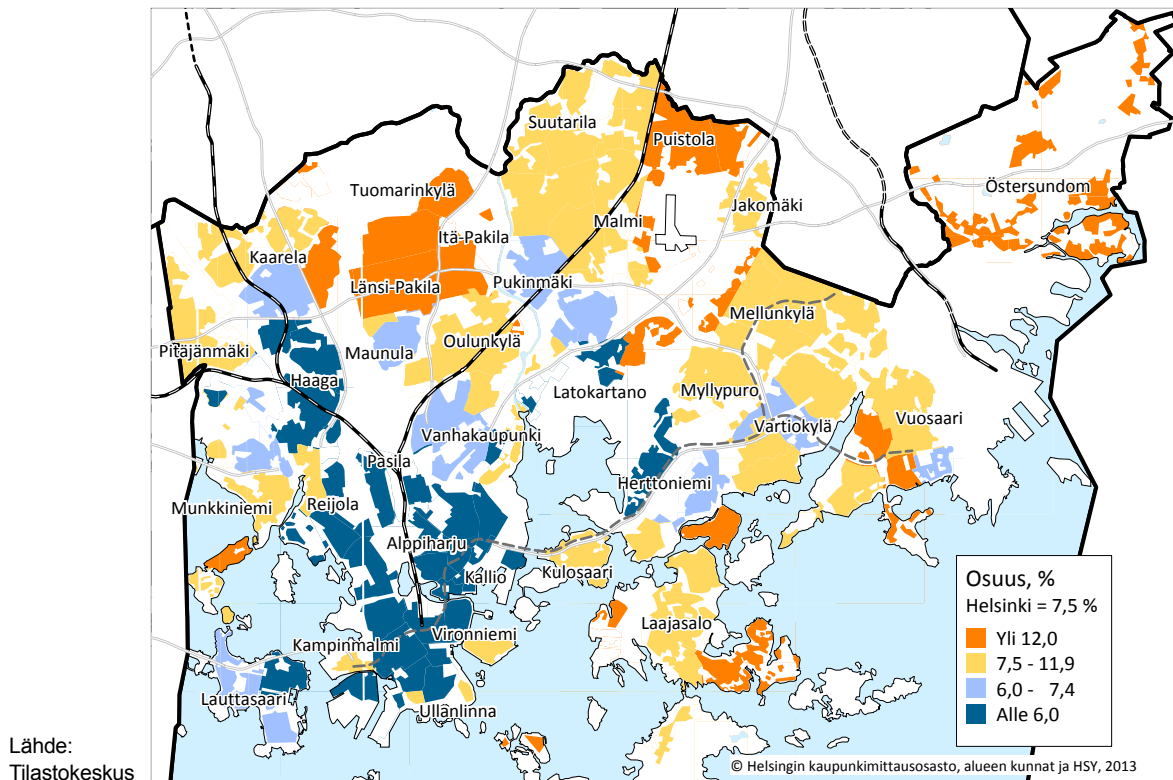 Suutarila
Puistola
Tuomarinkylä
Östersundom
Jakomäki
Malmi
Itä-Pakila
Kaarela
Pukinmäki
Länsi-Pakila
Mellunkylä
Oulunkylä
Pitäjänmäki
Maunula
Haaga
Latokartano
Myllypuro
Vuosaari
Vartiokylä
Vanhakaupunki
Pasila
Herttoniemi
Munkkiniemi
Reijola
Alppiharju
Kallio
Kulosaari
Laajasalo
Vironniemi
Kampinmalmi
Lauttasaari
Ullanlinna
Osuus, %
Helsinki = 7,5 %
Yli 12,0
7,5 - 11,9
6,0 - 7,4
Alle 6,0
Lähde:
Tilastokeskus
© Helsingin kaupunkimittausosasto, alueen kunnat ja HSY, 2013